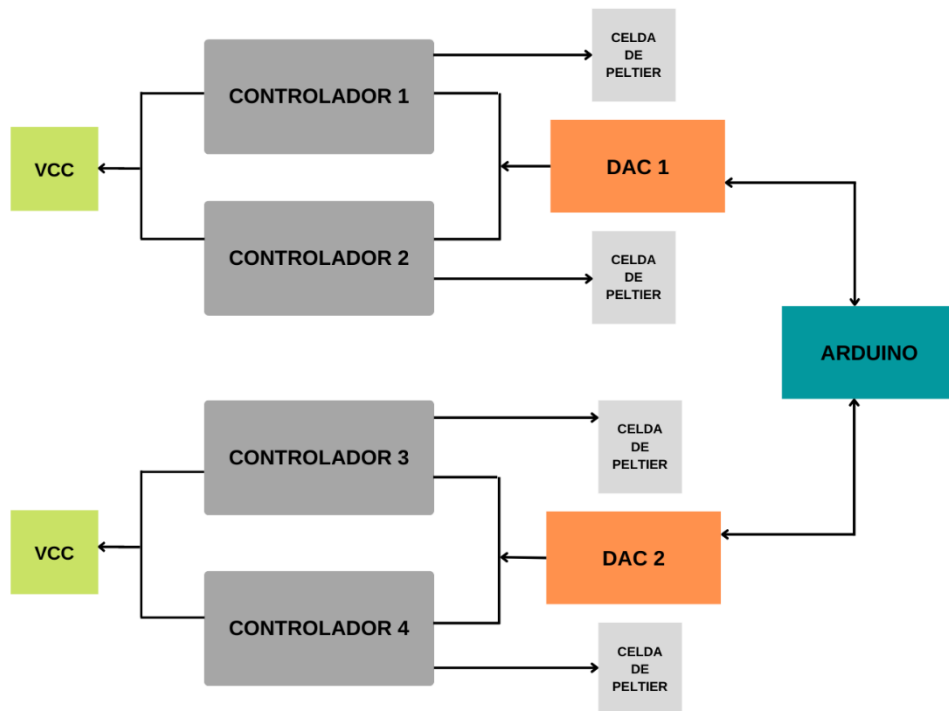 CELDA
DE
PELTIER
CONTROLADOR 1
VCC
DAC 1
CONTROLADOR 2
CELDA
DE
PELTIER
ARDUINO
CONTROLADOR 3
CELDA
DE
PELTIER
VCC
DAC 2
CONTROLADOR 4
CELDA
DE
PELTIER